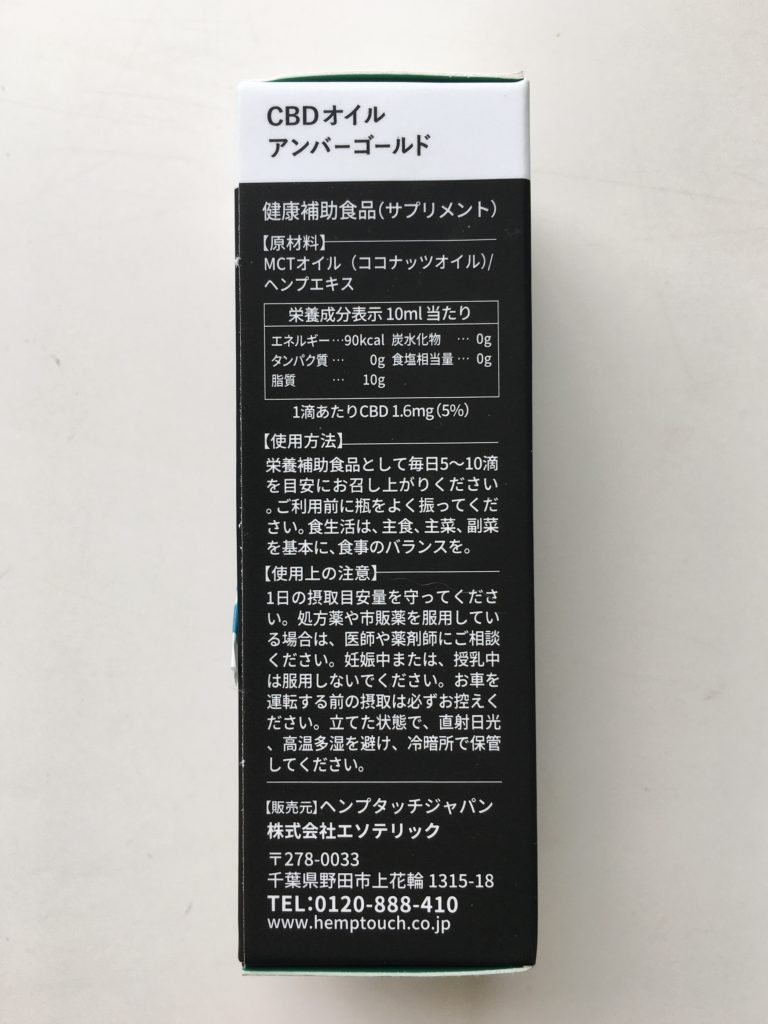 CBDオイル
アンバーゴールド
健康補助食品(サプリメント)
【原材料】
MCTオイル(ココナッツオイル)/
ヘンプエキス
栄養成分表示 10ml 当たり
エネルギー…90kcal 炭水化物 … 0g
タンパク質 … 0g 食塩相当量 … 0g
脂質 … 10g
1滴あたりCBD 1.6mg(5%)
【使用方法】
栄養補助食品として毎日5〜10滴
を目安にお召し上がりください
。ご利用前に瓶をよく振ってくだ
さい。食生活は、主食、主菜、副菜
を基本に、食事のバランスを。
【使用上の注意】
1日の摂取目安量を守ってくださ
い。処方薬や市販薬を服用してい
る場合は、医師や薬剤師にご相談
ください。妊娠中または、授乳中
は服用しないでください。お車を
運転する前の摂取は必ずお控えく
ださい。立てた状態で、直射日光
、高温多湿を避け、冷暗所で保管
してください。
【販売元】ヘンプタッチジャパン
株式会社エソテリック
〒278-0033
千葉県野田市上花輪 1315-18
TEL:0120-888-410
www.hemptouch.co.jp